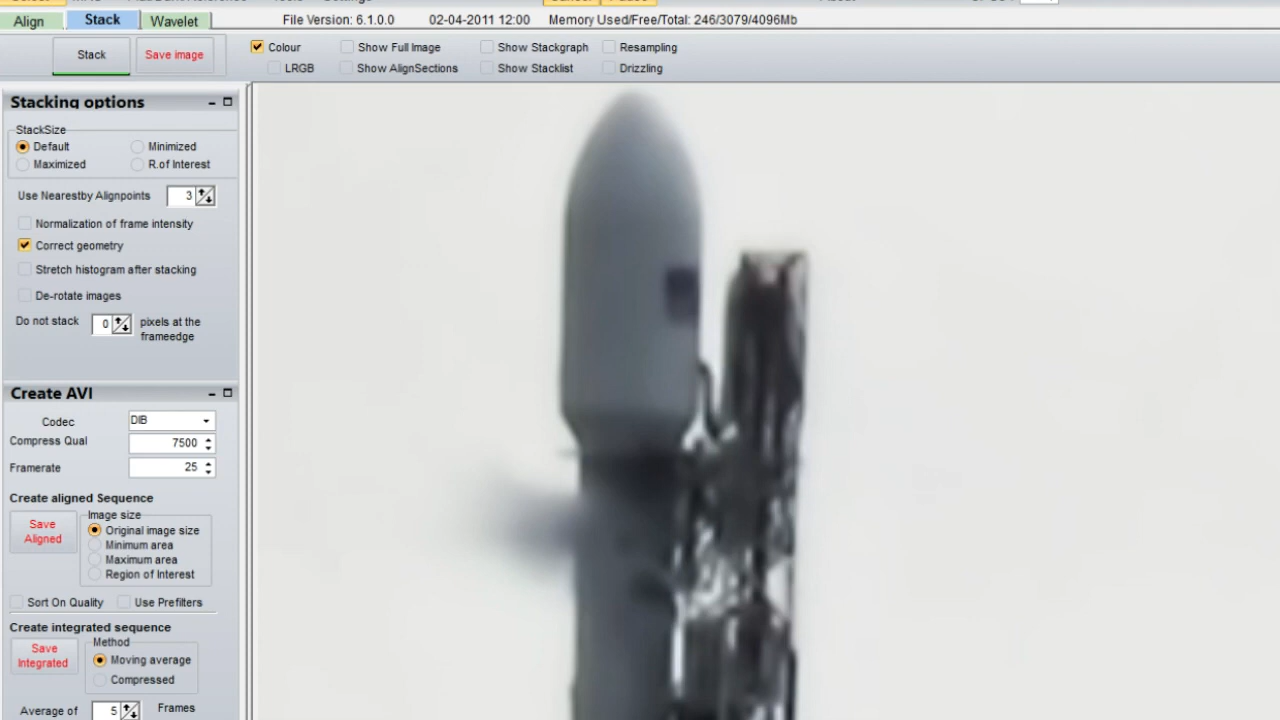 Align Stack Wavelet File Version: 6.1.0.0 02-04-2011 12:00 Memory Used/Free/Total: 246/3079/4096Mb
Stack Save image Colour Show Full Image Show Stackgraph Resampling
LRGB Show AlignSections Show Stacklist Drizzling
Stacking options
StackSize
Default Minimized
Maximized R.of Interest
Use Nearestby Alignpoints 3
Normalization of frame intensity
Correct geometry
Stretch histogram after stacking
De-rotate images
Do not stack 0 pixels at the
frameedge
Create AVI
Codec DIB
Compress Qual 7500
Framerate 25
Create aligned Sequence
Image size
Save
Aligned
Original image size
Minimum area
Maximum area
Region of Interest
Sort On Quality Use Prefilters
Create integrated sequence
Method
Save
Integrated
Moving average
Compressed
Average of 5 Frames